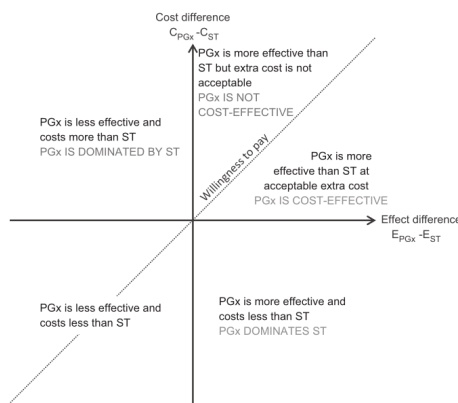 Cost difference
C_PGx -C_ST
PGx is more effective than
ST but extra cost is not
acceptable
PGx IS NOT
COST-EFFECTIVE
PGx is less effective and
costs more than ST
PGx IS DOMINATED BY ST
Willingness to pay
PGx is more
effective than ST at
acceptable extra cost
PGx IS COST-EFFECTIVE
Effect difference
E_PGx -E_ST
PGx is less effective and
costs less than ST
PGx is more effective and
costs less than ST
PGx DOMINATES ST